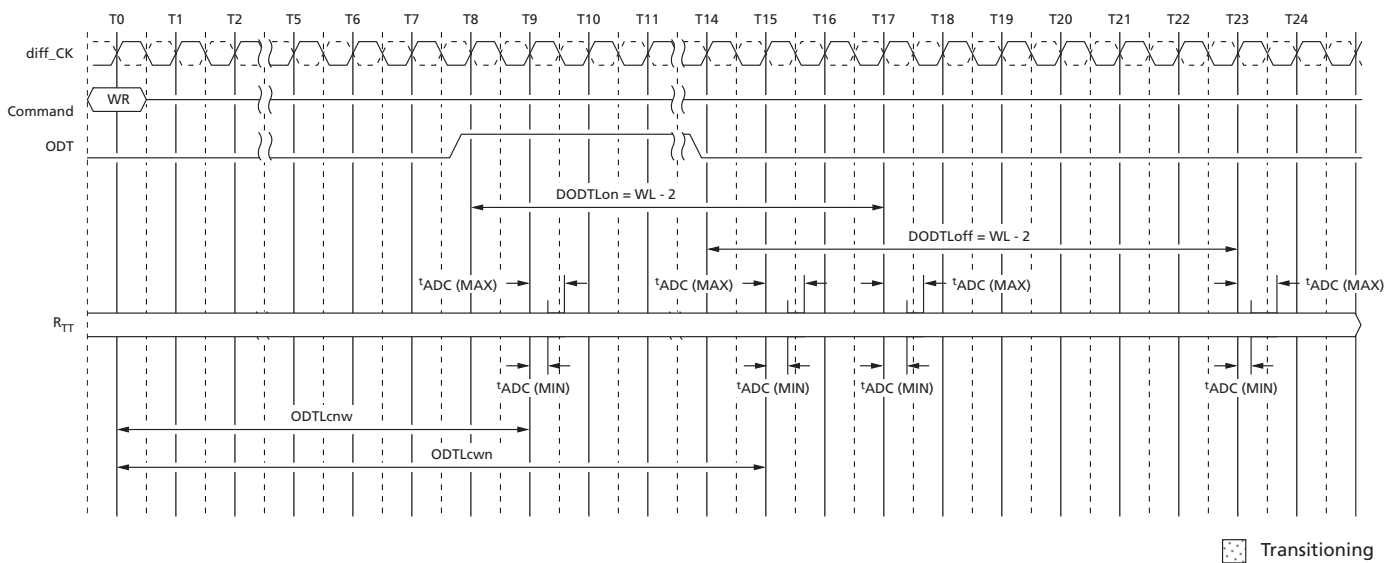 T0 T1 T2 T5 T6 T7 T8 T9 T10 T11 T14 T15 T16 T17 T18 T19 T20 T21 T22 T23 T24
diff_CK
WR
Command
ODT
DODTLon = WL - 2
DODTLoff = WL - 2
tADC (MAX) tADC (MAX) tADC (MAX) tADC (MAX)
RTT
tADC (MIN) tADC (MIN) tADC (MIN) tADC (MIN)
ODTLcnw
ODTLcwn
Transitioning